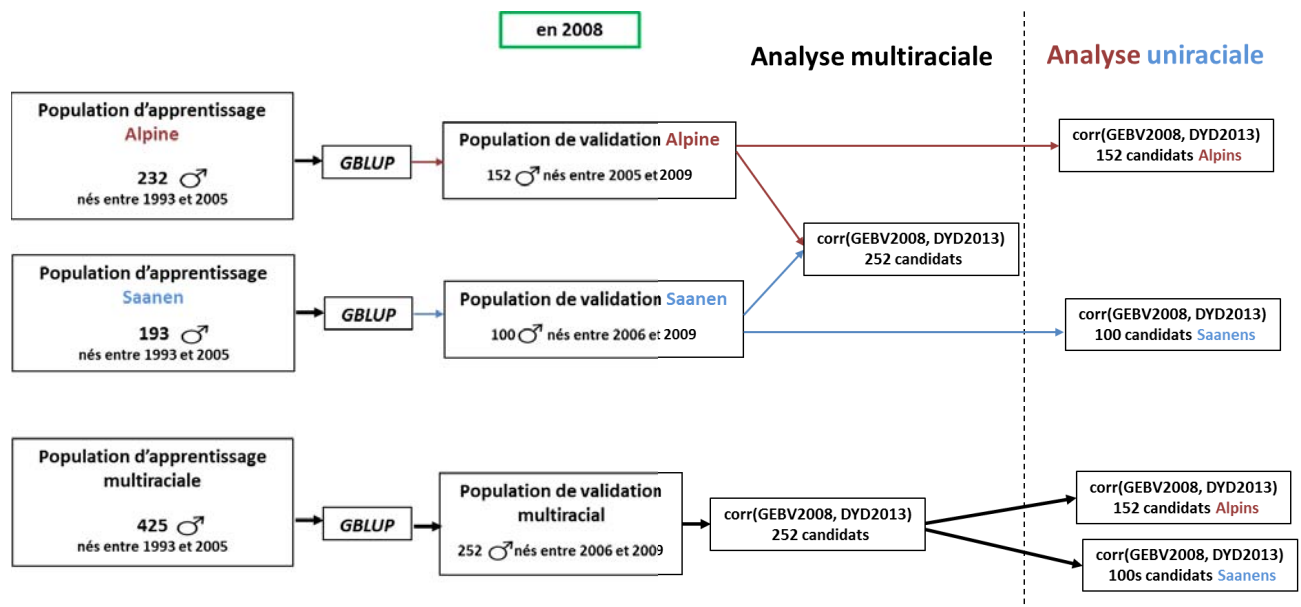 en 2008
Analyse multiraciale
Analyse uniraciale
Population d'apprentissage
Alpine
232 ♂
nés entre 1993 et 2005
GBLUP
Population de validation Alpine
152 ♂ nés entre 2005 et 2009
corr(GEBV2008, DYD2013)
152 candidats Alpins
corr(GEBV2008, DYD2013)
252 candidats
Population d'apprentissage
Saanen
193 ♂
nés entre 1993 et 2005
GBLUP
Population de validation Saanen
100 ♂ nés entre 2006 et 2009
corr(GEBV2008, DYD2013)
100 candidats Saanens
Population d'apprentissage
multiraciale
425 ♂
nés entre 1993 et 2005
GBLUP
Population de validation
multiracial
252 ♂ nés entre 2006 et 2009
corr(GEBV2008, DYD2013)
252 candidats
corr(GEBV2008, DYD2013)
152 candidats Alpins
corr(GEBV2008, DYD2013)
100s candidats Saanens